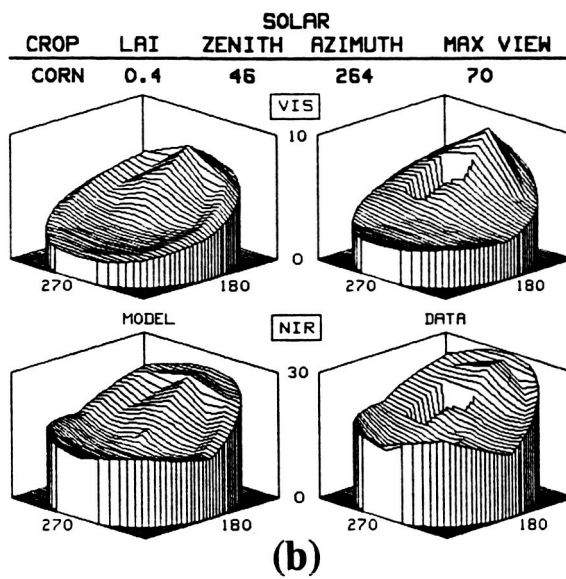 SOLAR
CROP LAI ZENITH AZIMUTH MAX VIEW
CORN 0.4 46 264 70
VIS
10
0
270 180 270 180
MODEL NIR DATA
30
0
270 180 270 180
(b)